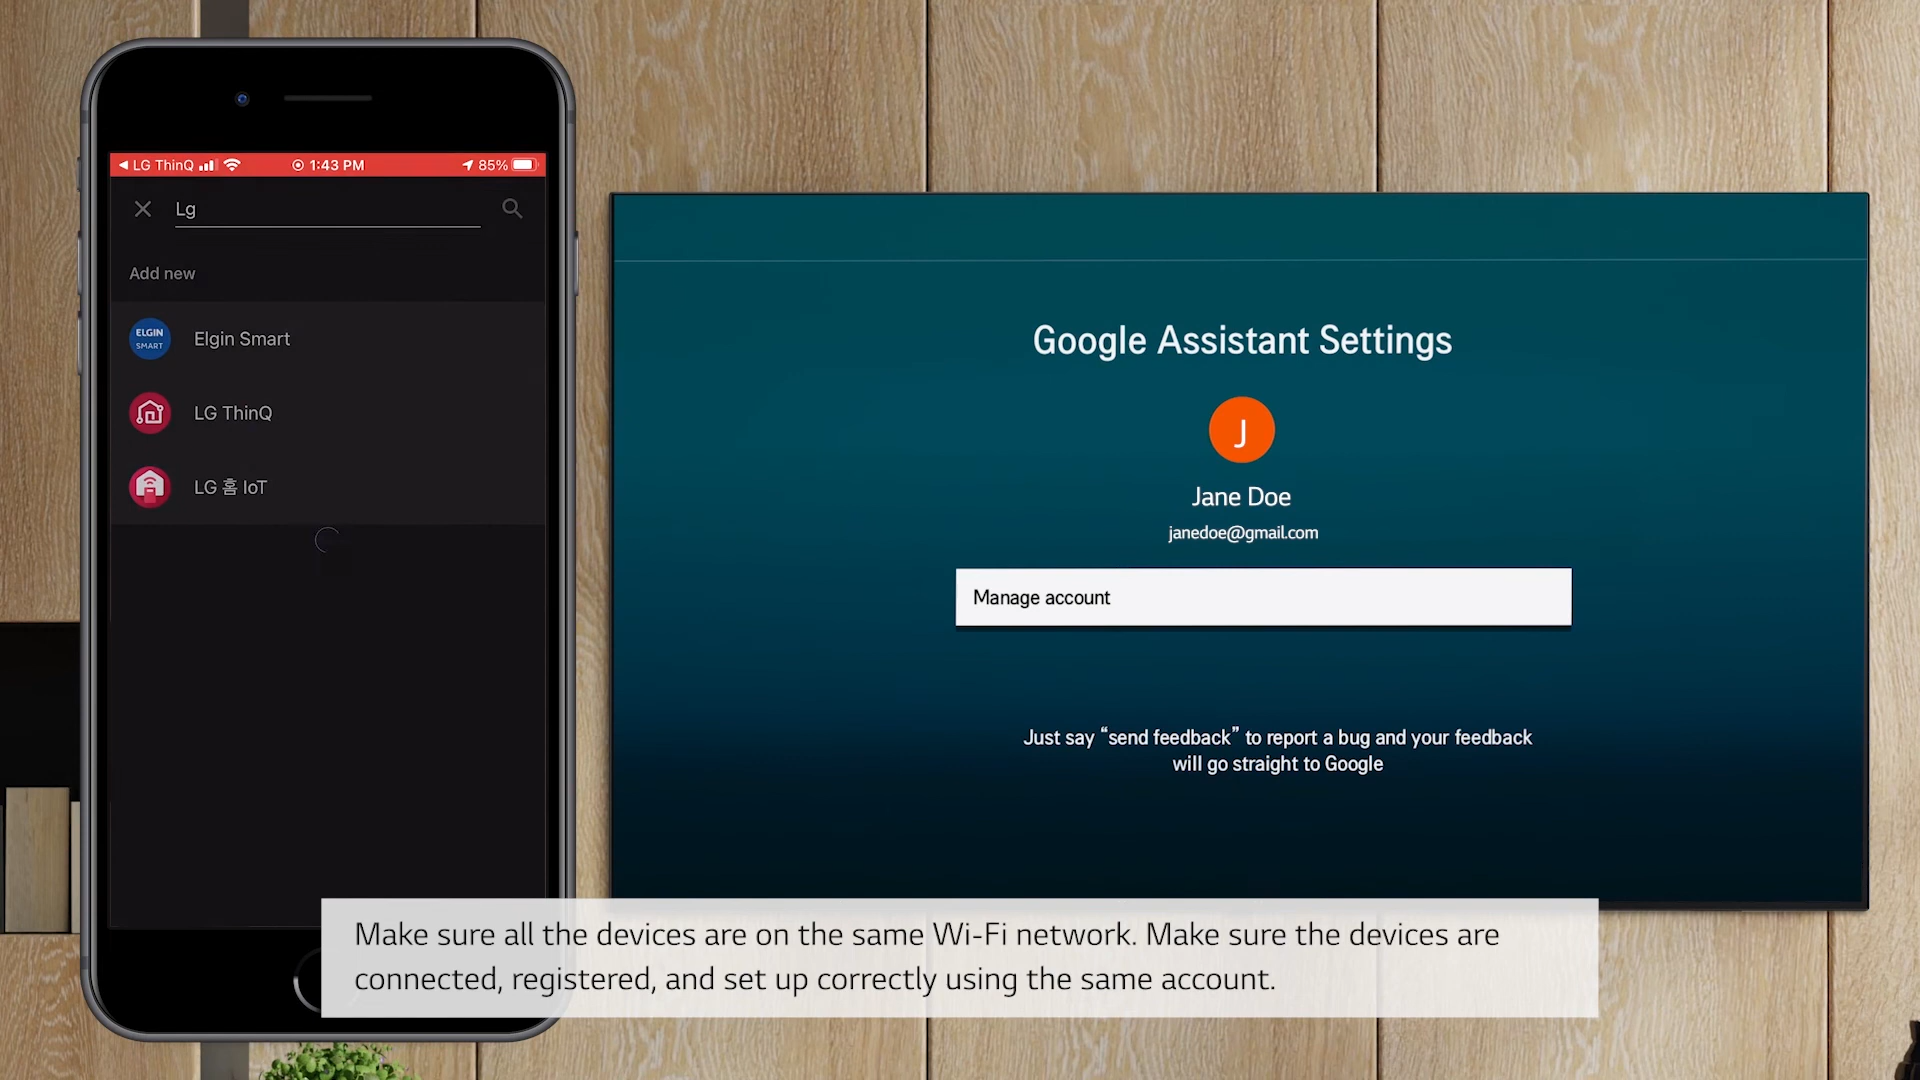 LG ThinQ 1:43 PM 85%
Lg
Add new
ELGIN
SMART
Elgin Smart
LG ThinQ
LG 홈 IoT
Google Assistant Settings
J
Jane Doe
janedoe@gmail.com
Manage account
Just say “send feedback” to report a bug and your feedback
will go straight to Google
Make sure all the devices are on the same Wi-Fi network. Make sure the devices are
connected, registered, and set up correctly using the same account.